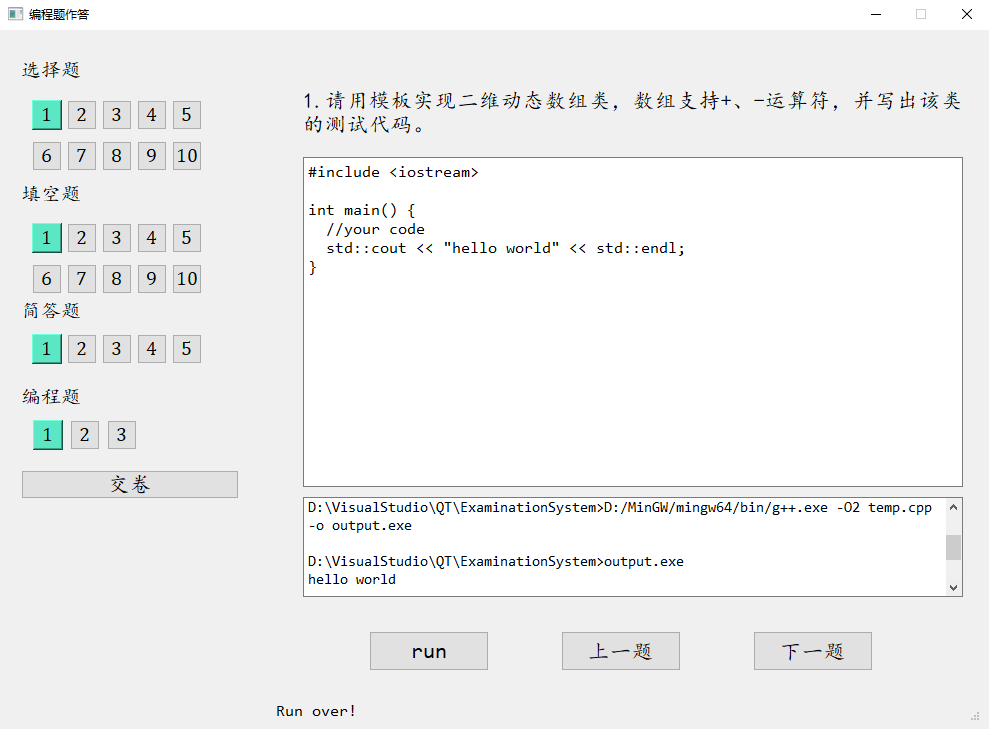 编程题作答
选择题
1 2 3 4 5
6 7 8 9 10
填空题
1 2 3 4 5
6 7 8 9 10
简答题
1 2 3 4 5
编程题
1 2 3
交卷
1.请用模板实现二维动态数组类，数组支持+、-运算符，并写出该类
的测试代码。
#include <iostream>
int main() {
//your code
std::cout << "hello world" << std::endl;
}
D:\VisualStudio\QT\ExaminationSystem>D:/MinGW/mingw64/bin/g++.exe -O2 temp.cpp
-o output.exe
D:\VisualStudio\QT\ExaminationSystem>output.exe
hello world
run 上一题 下一题
Run over!